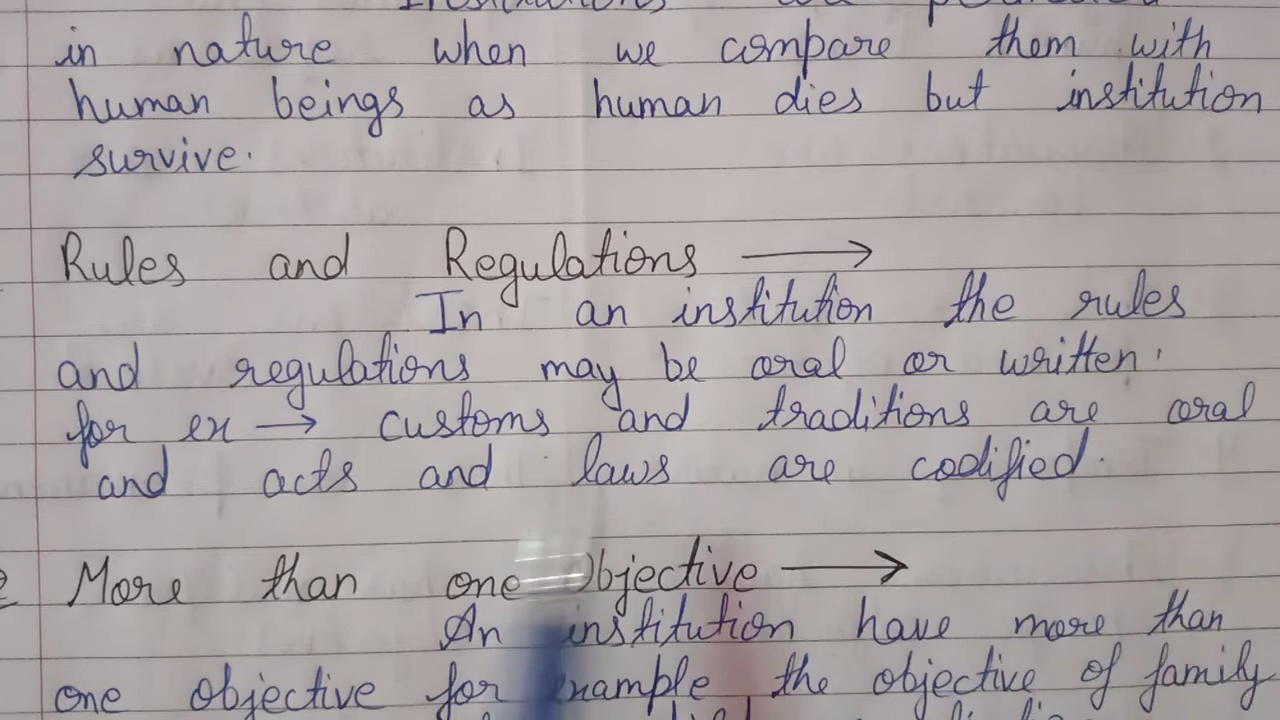 in nature when we compare them with
human beings as human dies but institution
survive.
Rules and Regulations →
In an institution the rules
and regulations may be oral or written.
for ex → customs and traditions are oral
and acts and laws are codified.
More than one Objective →
An institution have more than
one objective for example the objective of family